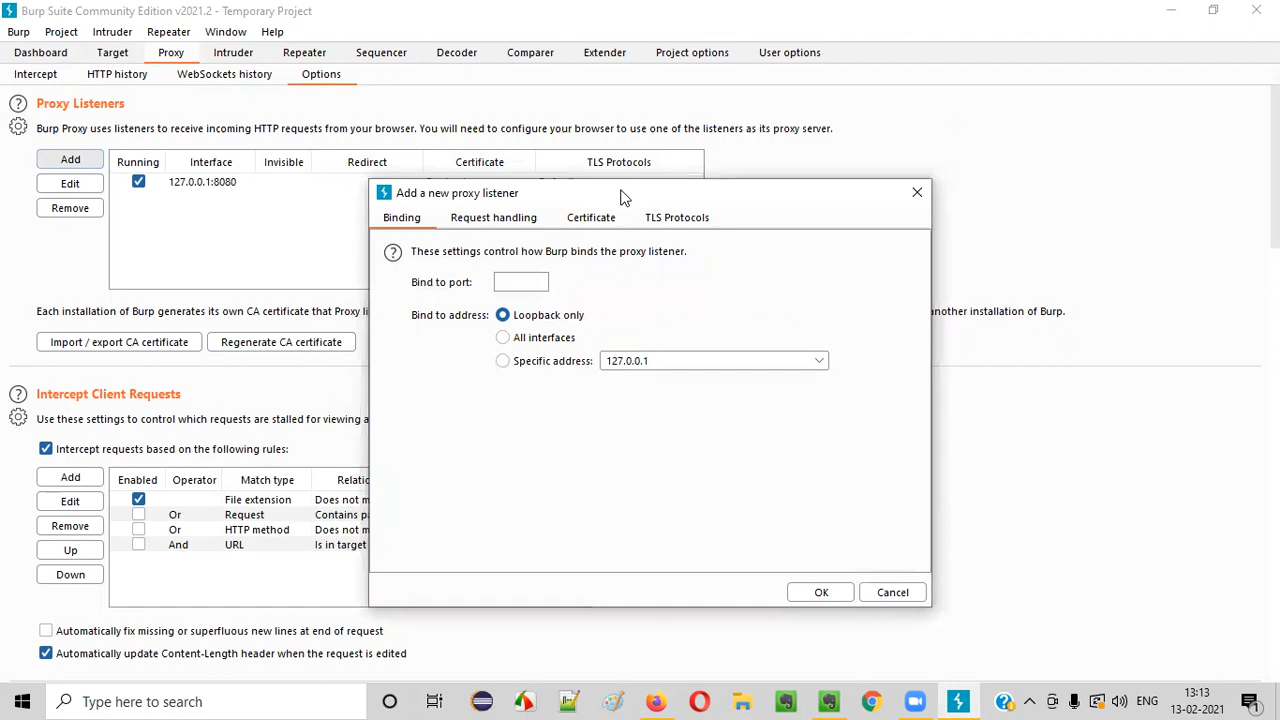 Burp Suite Community Edition v2021.2 - Temporary Project
Burp Project Intruder Repeater Window Help
Dashboard Target Proxy Intruder Repeater Sequencer Decoder Comparer Extender Project options User options
Intercept HTTP history WebSockets history Options
? Proxy Listeners
Burp Proxy uses listeners to receive incoming HTTP requests from your browser. You will need to configure your browser to use one of the listeners as its proxy server.
Add Running Interface Invisible Redirect Certificate TLS Protocols
Edit 127.0.0.1:8080
Remove
Add a new proxy listener
Binding Request handling Certificate TLS Protocols
? These settings control how Burp binds the proxy listener.
Bind to port:
Bind to address: Loopback only
All interfaces
Specific address: 127.0.0.1
OK Cancel
Each installation of Burp generates its own CA certificate that Proxy li another installation of Burp.
Import / export CA certificate Regenerate CA certificate
? Intercept Client Requests
Use these settings to control which requests are stalled for viewing a
Intercept requests based on the following rules:
Add Enabled Operator Match type Relati
Edit File extension Does not m
Or Request Contains pa
Remove Or HTTP method Does not m
And URL Is in target
Up
Down
Automatically fix missing or superfluous new lines at end of request
Automatically update Content-Length header when the request is edited
Type here to search
ENG
13:13
13-02-2021